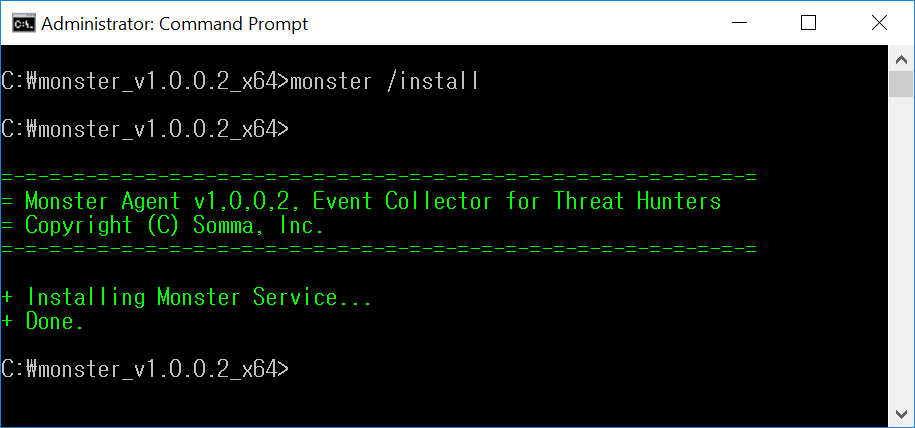 Administrator: Command Prompt
C:₩monster_v1.0.0.2_x64>monster /install
C:₩monster_v1.0.0.2_x64>
=-=-=-=-=-=-=-=-=-=-=-=-=-=-=-=-=-=-=-=-=-=-=-=-=-=-=-=-=-=-=-=
= Monster Agent v1,0,0,2, Event Collector for Threat Hunters
= Copyright (C) Somma, Inc.
=-=-=-=-=-=-=-=-=-=-=-=-=-=-=-=-=-=-=-=-=-=-=-=-=-=-=-=-=-=-=-=
+ Installing Monster Service...
+ Done.
C:₩monster_v1.0.0.2_x64>